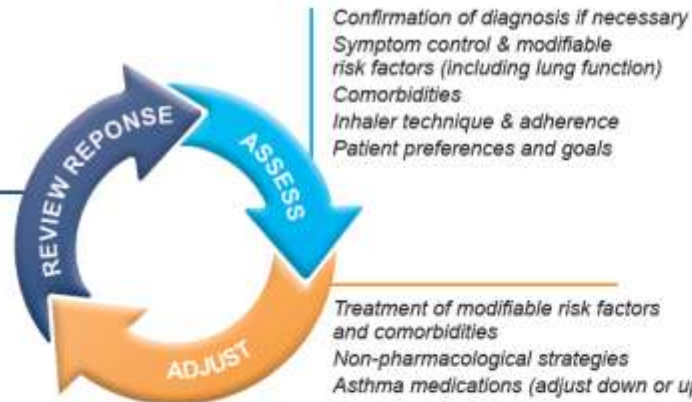 Confirmation of diagnosis if necessary
Symptom control & modifiable
risk factors (including lung function)
Comorbidities
Inhaler technique & adherence
Patient preferences and goals
REVIEW REPONSE
ASSESS
ADJUST
Treatment of modifiable risk factors
and comorbidities
Non-pharmacological strategies
Asthma medications (adjust down or up